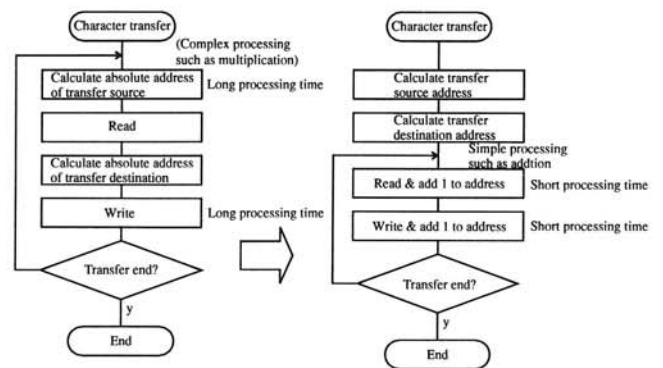 Character transfer
(Complex processing
such as multiplication)
Calculate absolute address
of transfer source
Long processing time
Read
Calculate absolute address
of transfer destination
Write
Long processing time
Transfer end?
y
End
Character transfer
Calculate transfer
source address
Calculate transfer
destination address
Simple processing
such as addtion
Read & add 1 to address
Short processing time
Write & add 1 to address
Short processing time
Transfer end?
y
End